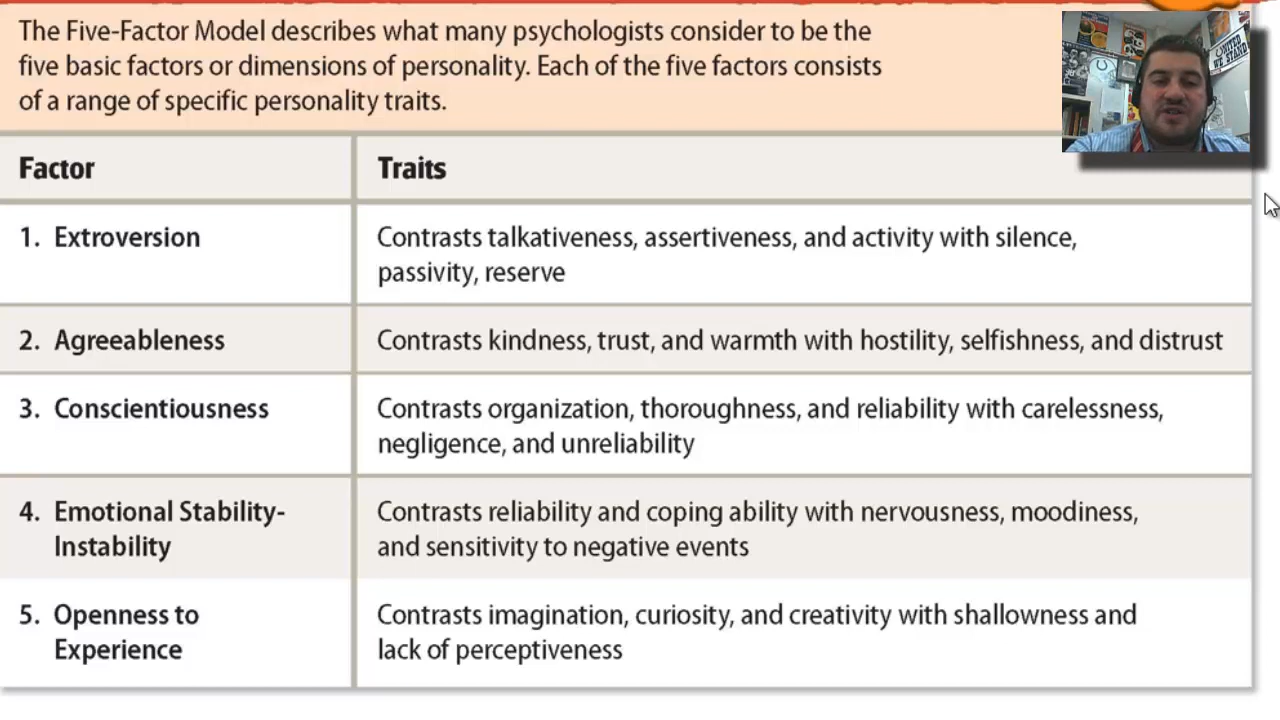 The Five-Factor Model describes what many psychologists consider to be the
five basic factors or dimensions of personality. Each of the five factors consists
of a range of specific personality traits.
Factor
Traits
1. Extroversion
Contrasts talkativeness, assertiveness, and activity with silence,
passivity, reserve
2. Agreeableness
Contrasts kindness, trust, and warmth with hostility, selfishness, and distrust
3. Conscientiousness
Contrasts organization, thoroughness, and reliability with carelessness,
negligence, and unreliability
4. Emotional Stability-
Instability
Contrasts reliability and coping ability with nervousness, moodiness,
and sensitivity to negative events
5. Openness to
Experience
Contrasts imagination, curiosity, and creativity with shallowness and
lack of perceptiveness
UNITED
WE STAND